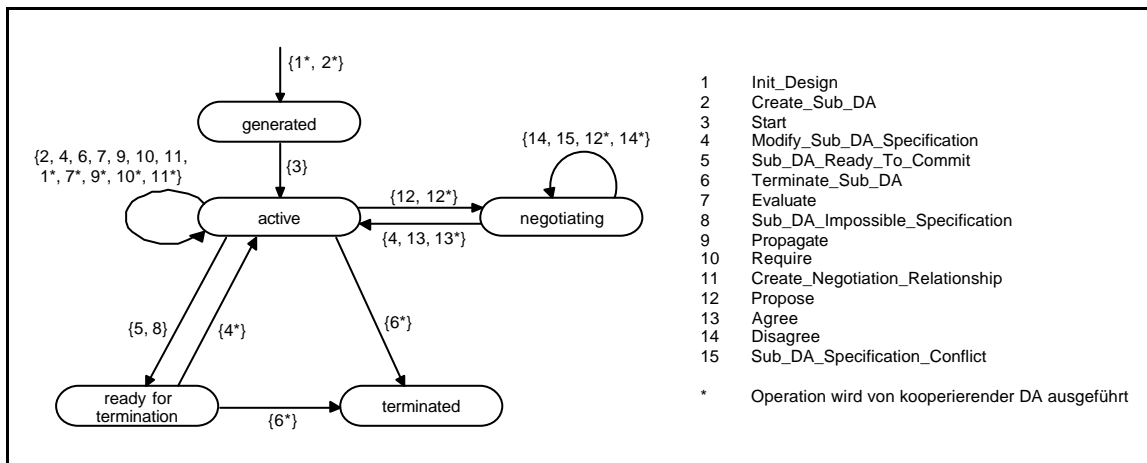 {1*, 2*}
generated
{3}
{2, 4, 6, 7, 9, 10, 11,
1*, 7*, 9*, 10*, 11*}
active
{12, 12*}
{4, 13, 13*}
{14, 15, 12*, 14*}
negotiating
{5, 8}
{4*}
{6*}
ready for
termination
{6*}
terminated
1 Init_Design
2 Create_Sub_DA
3 Start
4 Modify_Sub_DA_Specification
5 Sub_DA_Ready_To_Commit
6 Terminate_Sub_DA
7 Evaluate
8 Sub_DA_Impossible_Specification
9 Propagate
10 Require
11 Create_Negotiation_Relationship
12 Propose
13 Agree
14 Disagree
15 Sub_DA_Specification_Conflict
* Operation wird von kooperierender DA ausgeführt